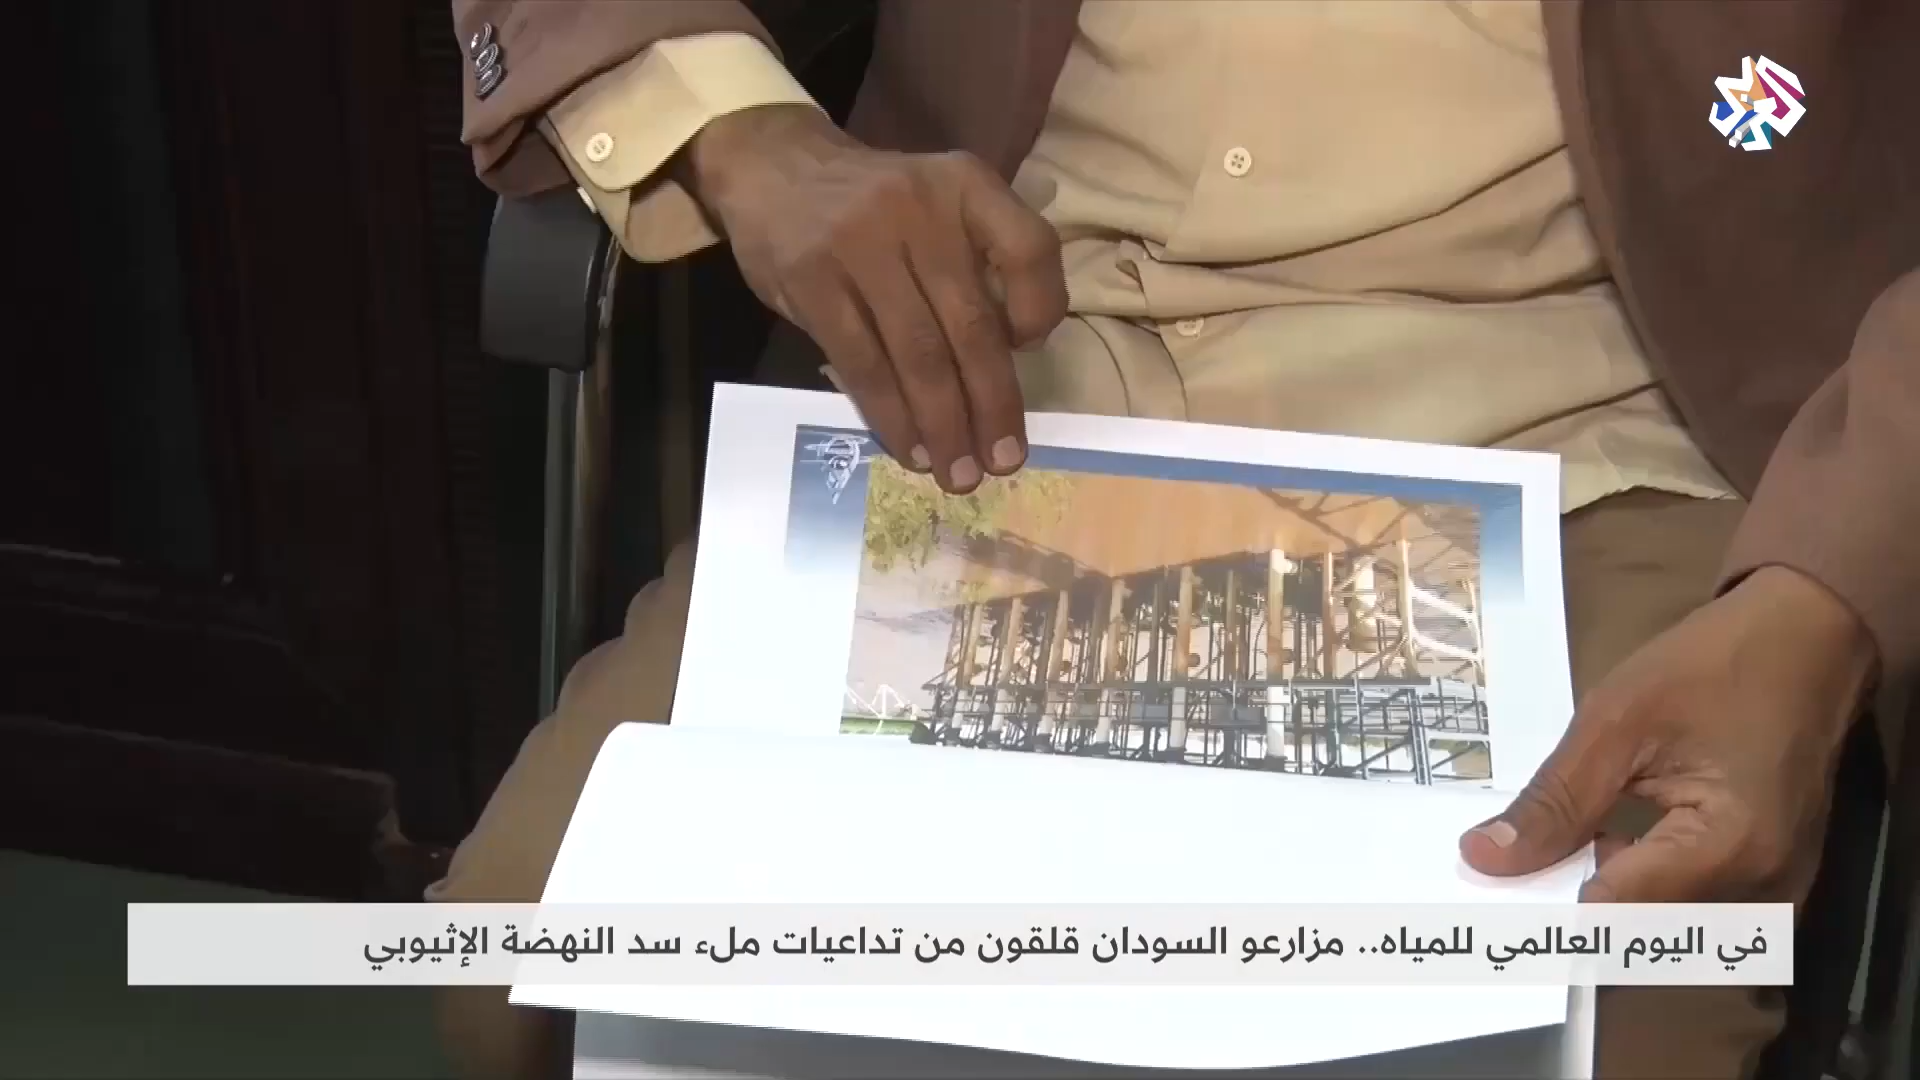 في اليوم العالمي للمياه.. مزارعو السودان قلقون من تداعيات ملء سد النهضة الإثيوبي